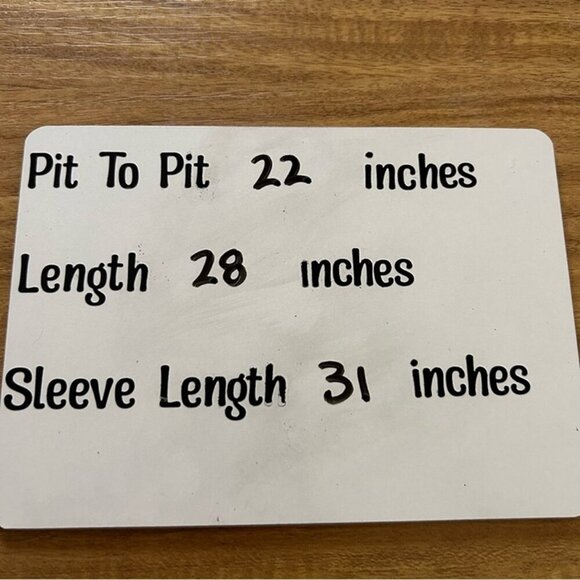 Pit To Pit 22 inches
Length 28 inches
Sleeve Length 31 inches